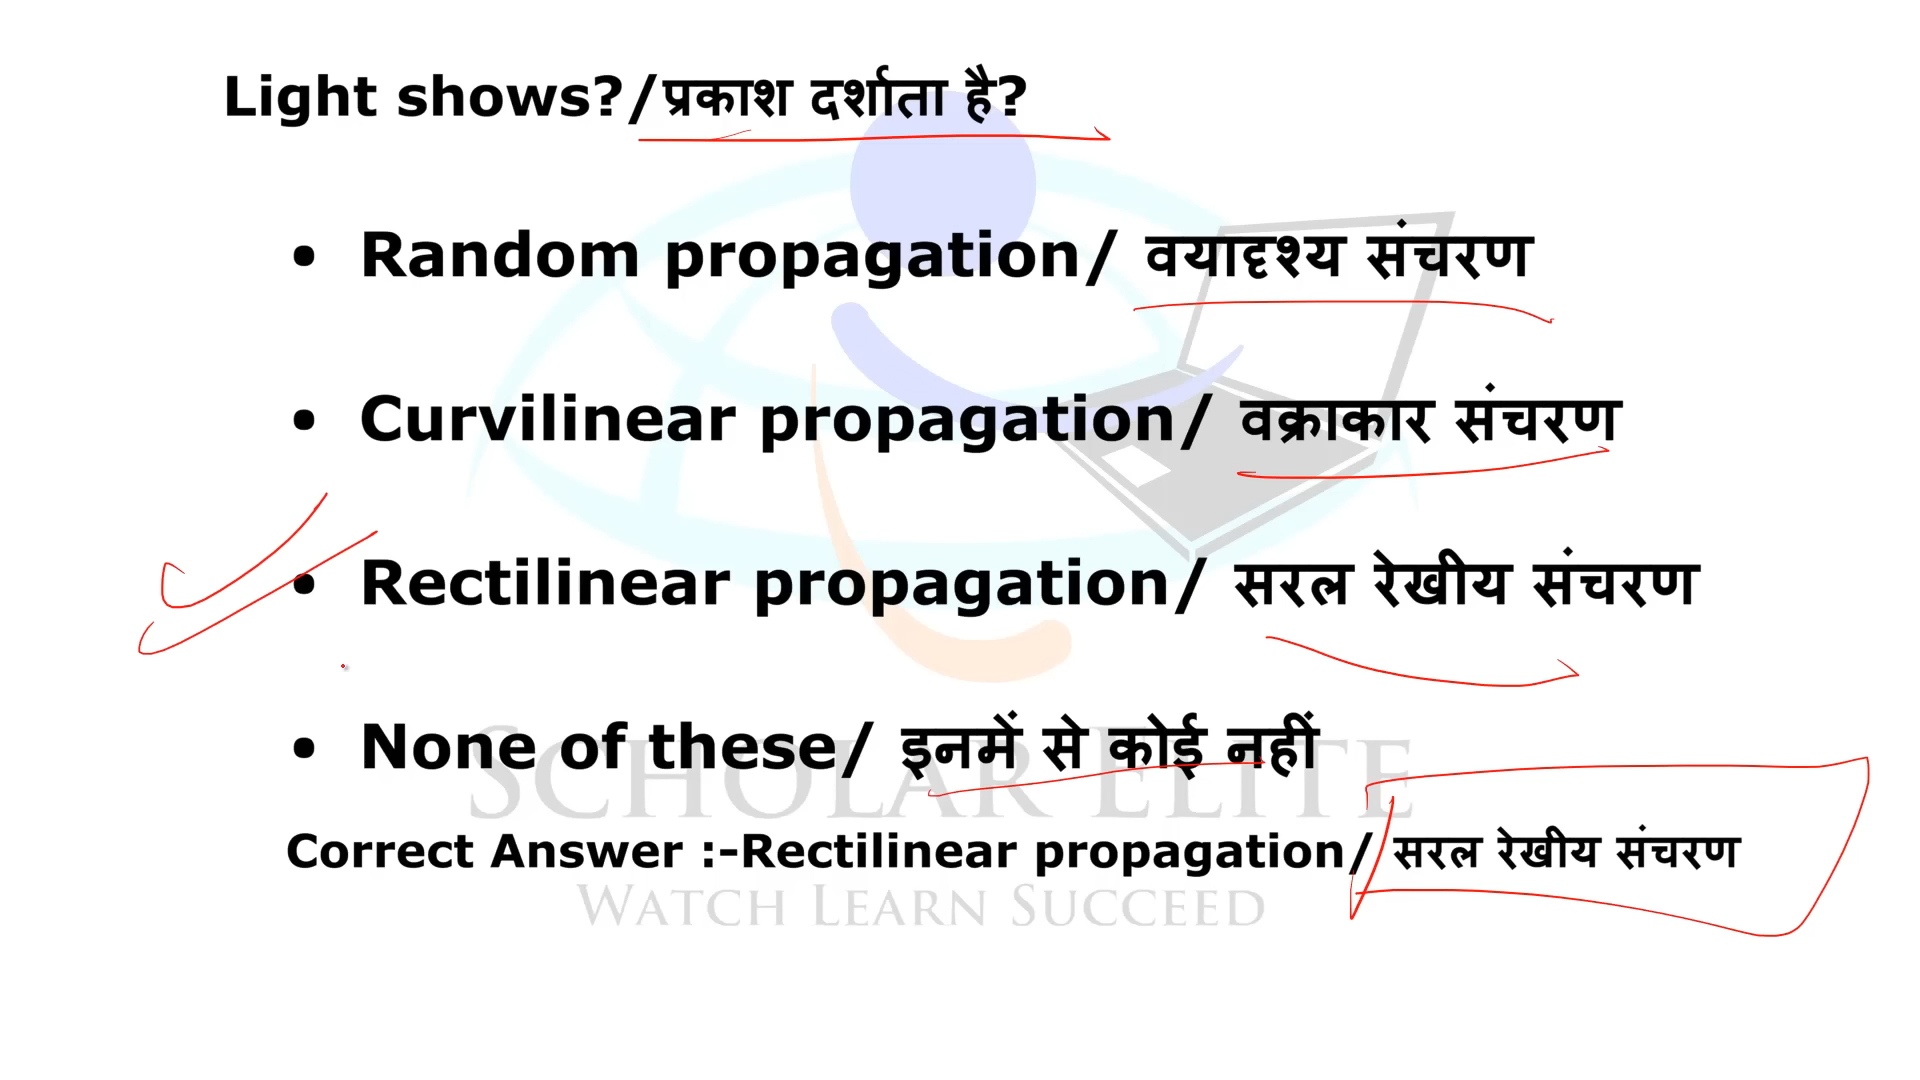 Light shows?/प्रकाश दर्शाता है?
• Random propagation/ वयादृश्य संचरण
• Curvilinear propagation/ वक्राकार संचरण
• Rectilinear propagation/ सरल रेखीय संचरण
• None of these/ इनमें से कोई नहीं
SCHOLAR ELITE
Correct Answer :-Rectilinear propagation/ सरल रेखीय संचरण
WATCH LEARN SUCCEED